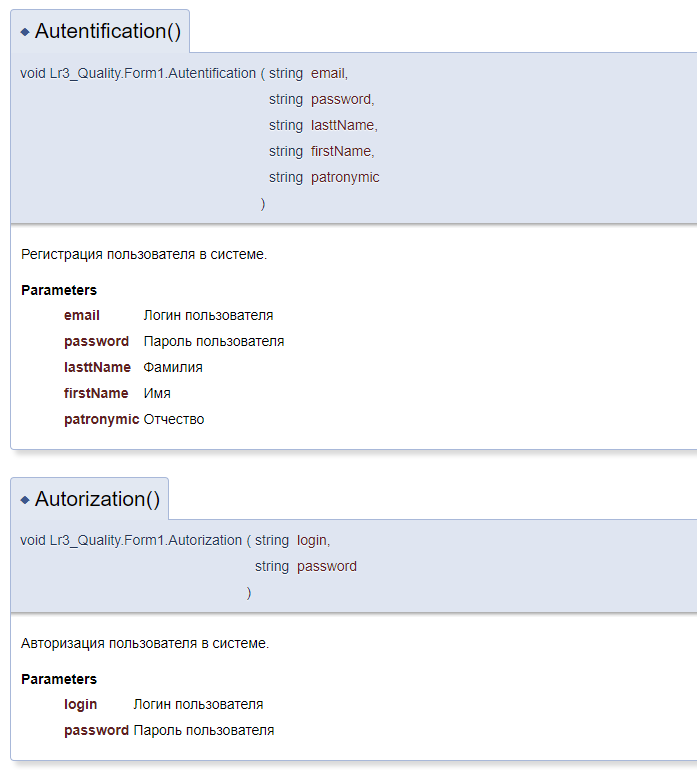 Autentification()
void Lr3_Quality.Form1.Autentification ( string email,
string password,
string lasttName,
string firstName,
string patronymic
)
Регистрация пользователя в системе.
Parameters
email Логин пользователя
password Пароль пользователя
lasttName Фамилия
firstName Имя
patronymic Отчество
Autorization()
void Lr3_Quality.Form1.Autorization ( string login,
string password
)
Авторизация пользователя в системе.
Parameters
login Логин пользователя
password Пароль пользователя